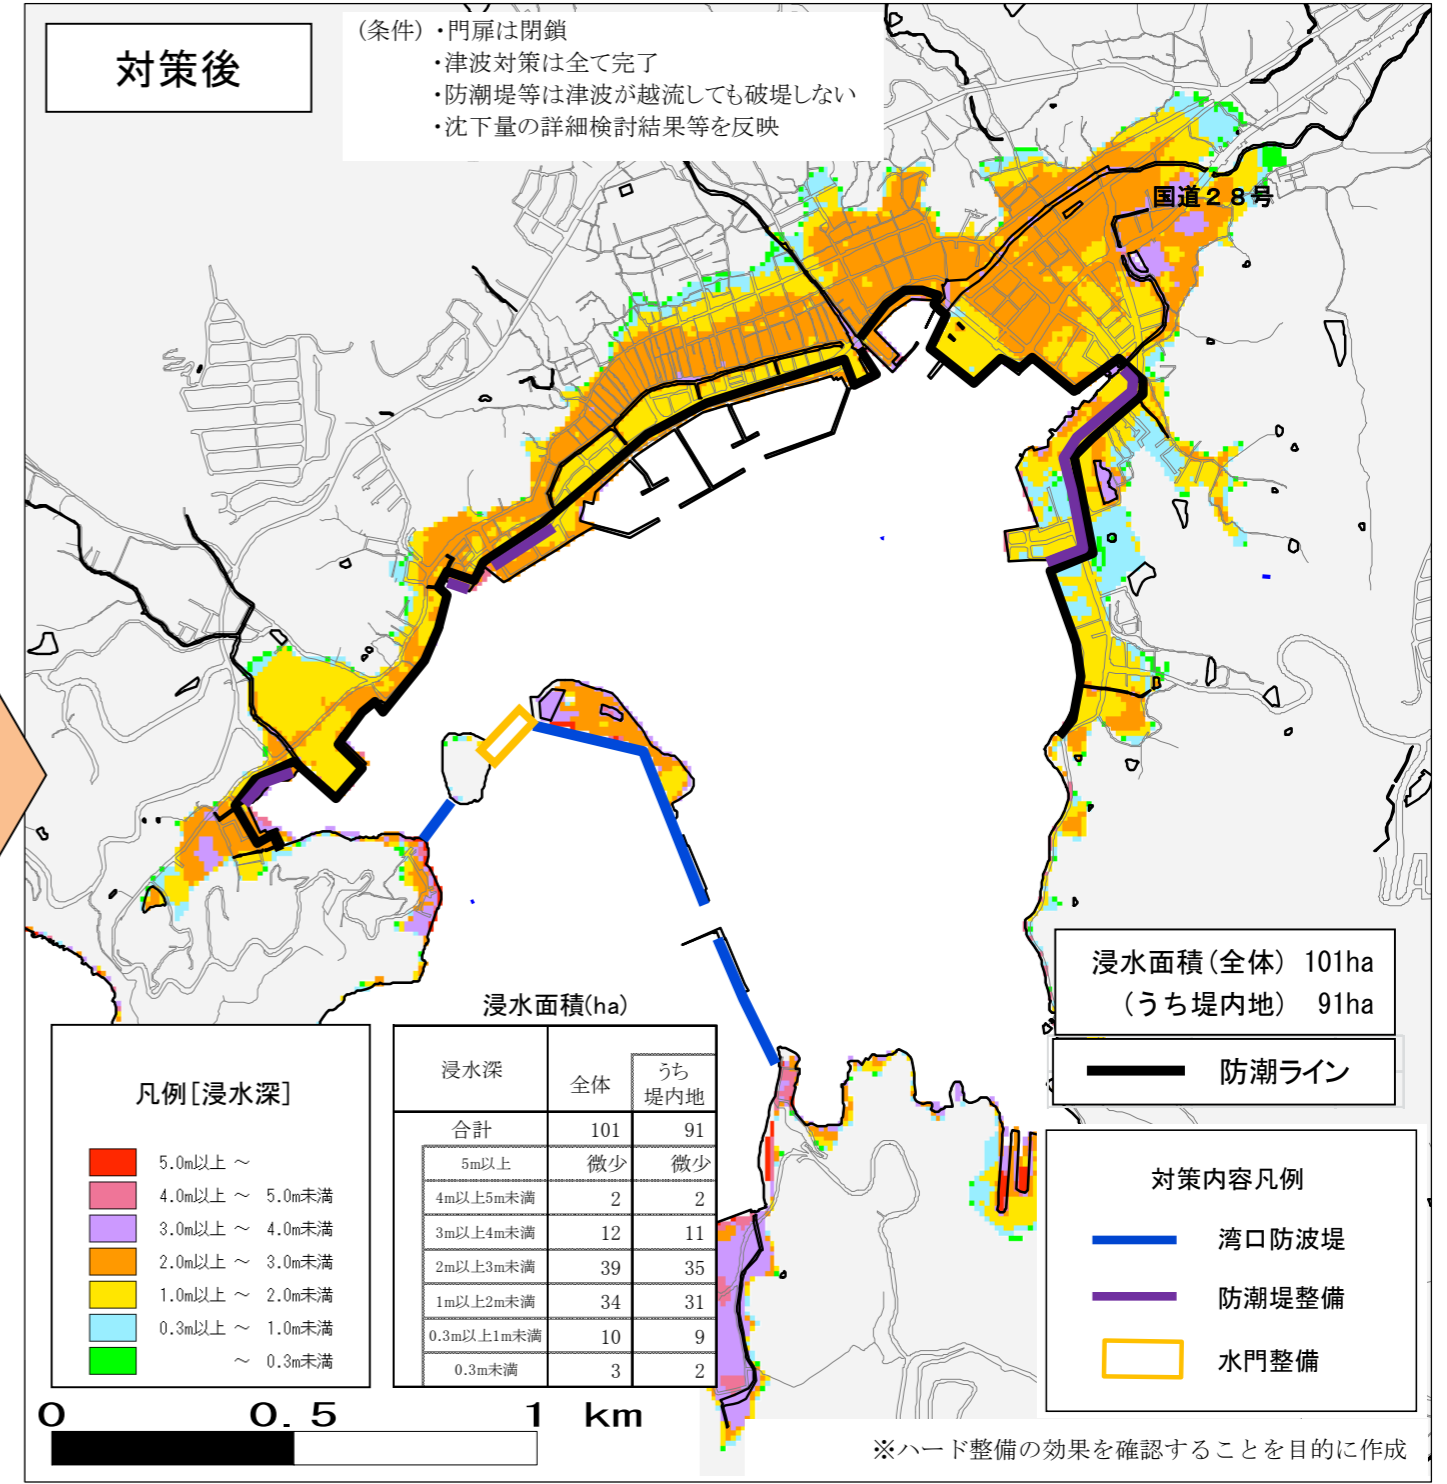 対策後
(条件)・門扉は閉鎖
・津波対策は全て完了
・防潮堤等は津波が越流しても破堤しない
・沈下量の詳細検討結果等を反映
国道28号
浸水面積(全体) 101ha
(うち堤内地) 91ha
防潮ライン
凡例[浸水深]
5.0m以上 ～
4.0m以上 ～ 5.0m未満
3.0m以上 ～ 4.0m未満
2.0m以上 ～ 3.0m未満
1.0m以上 ～ 2.0m未満
0.3m以上 ～ 1.0m未満
～ 0.3m未満
浸水面積(ha)
浸水深 全体 うち堤内地
合計 101 91
5m以上 微少 微少
4m以上5m未満 2 2
3m以上4m未満 12 11
2m以上3m未満 39 35
1m以上2m未満 34 31
0.3m以上1m未満 10 9
0.3m未満 3 2
対策内容凡例
湾口防波堤
防潮堤整備
水門整備
0 0.5 1 km
※ハード整備の効果を確認することを目的に作成